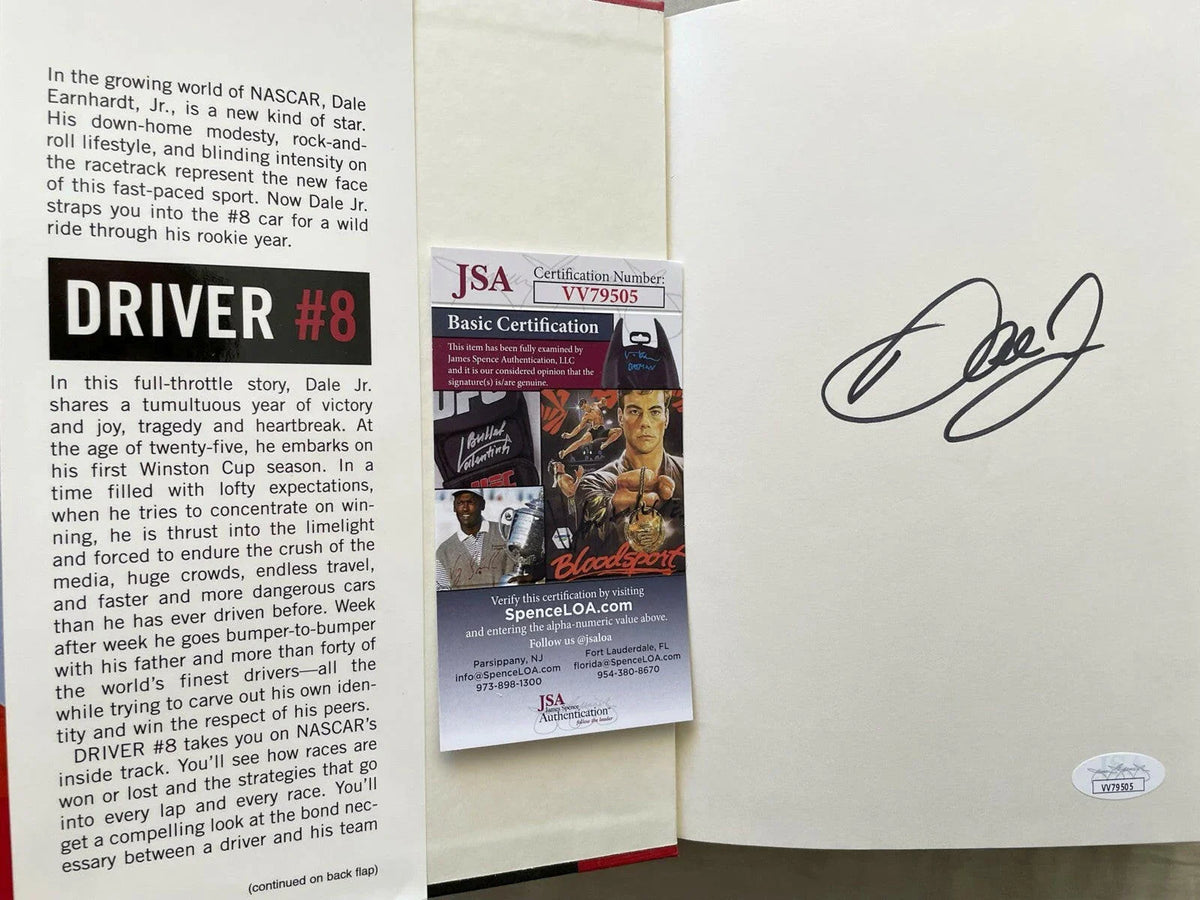 In the growing world of NASCAR, Dale
Earnhardt, Jr., is a new kind of star.
His down-home modesty, rock-and-
roll lifestyle, and blinding intensity on
the racetrack represent the new face
of this fast-paced sport. Now Dale Jr.
straps you into the #8 car for a wild
ride through his rookie year.
DRIVER #8
In this full-throttle story, Dale Jr.
shares a tumultuous year of victory
and joy, tragedy and heartbreak. At
the age of twenty-five, he embarks on
his first Winston Cup season. In a
time filled with lofty expectations,
when he tries to concentrate on win-
ning, he is thrust into the limelight
and forced to endure the crush of the
media, huge crowds, endless travel,
and faster and more dangerous cars
than he has ever driven before. Week
after week he goes bumper-to-bumper
with his father and more than forty of
the world's finest drivers—all the
while trying to carve out his own iden-
tity and win the respect of his peers.
DRIVER #8 takes you on NASCAR's
inside track. You'll see how races are
won or lost and the strategies that go
into every lap and every race. You'll
get a compelling look at the bond nec-
essary between a driver and his team
(continued on back flap)
JSA
Certification Number:
VV79505
Basic Certification
This item has been fully examined by
James Spence Authentication, LLC
and it is our considered opinion that the
signature(s) is/are genuine.
UFC
Bullet
Valentina
UFC
Bloodsport
Verify this certification by visiting
SpenceLOA.com
and entering the alpha-numeric value above.
Follow us @jsaloa
Parsippany, NJ
info@SpenceLOA.com
973-898-1300
Fort Lauderdale, FL
florida@SpenceLOA.com
954-380-8670
JSA
James Spence
Authentication
follow the leader
Dale J
VV79505